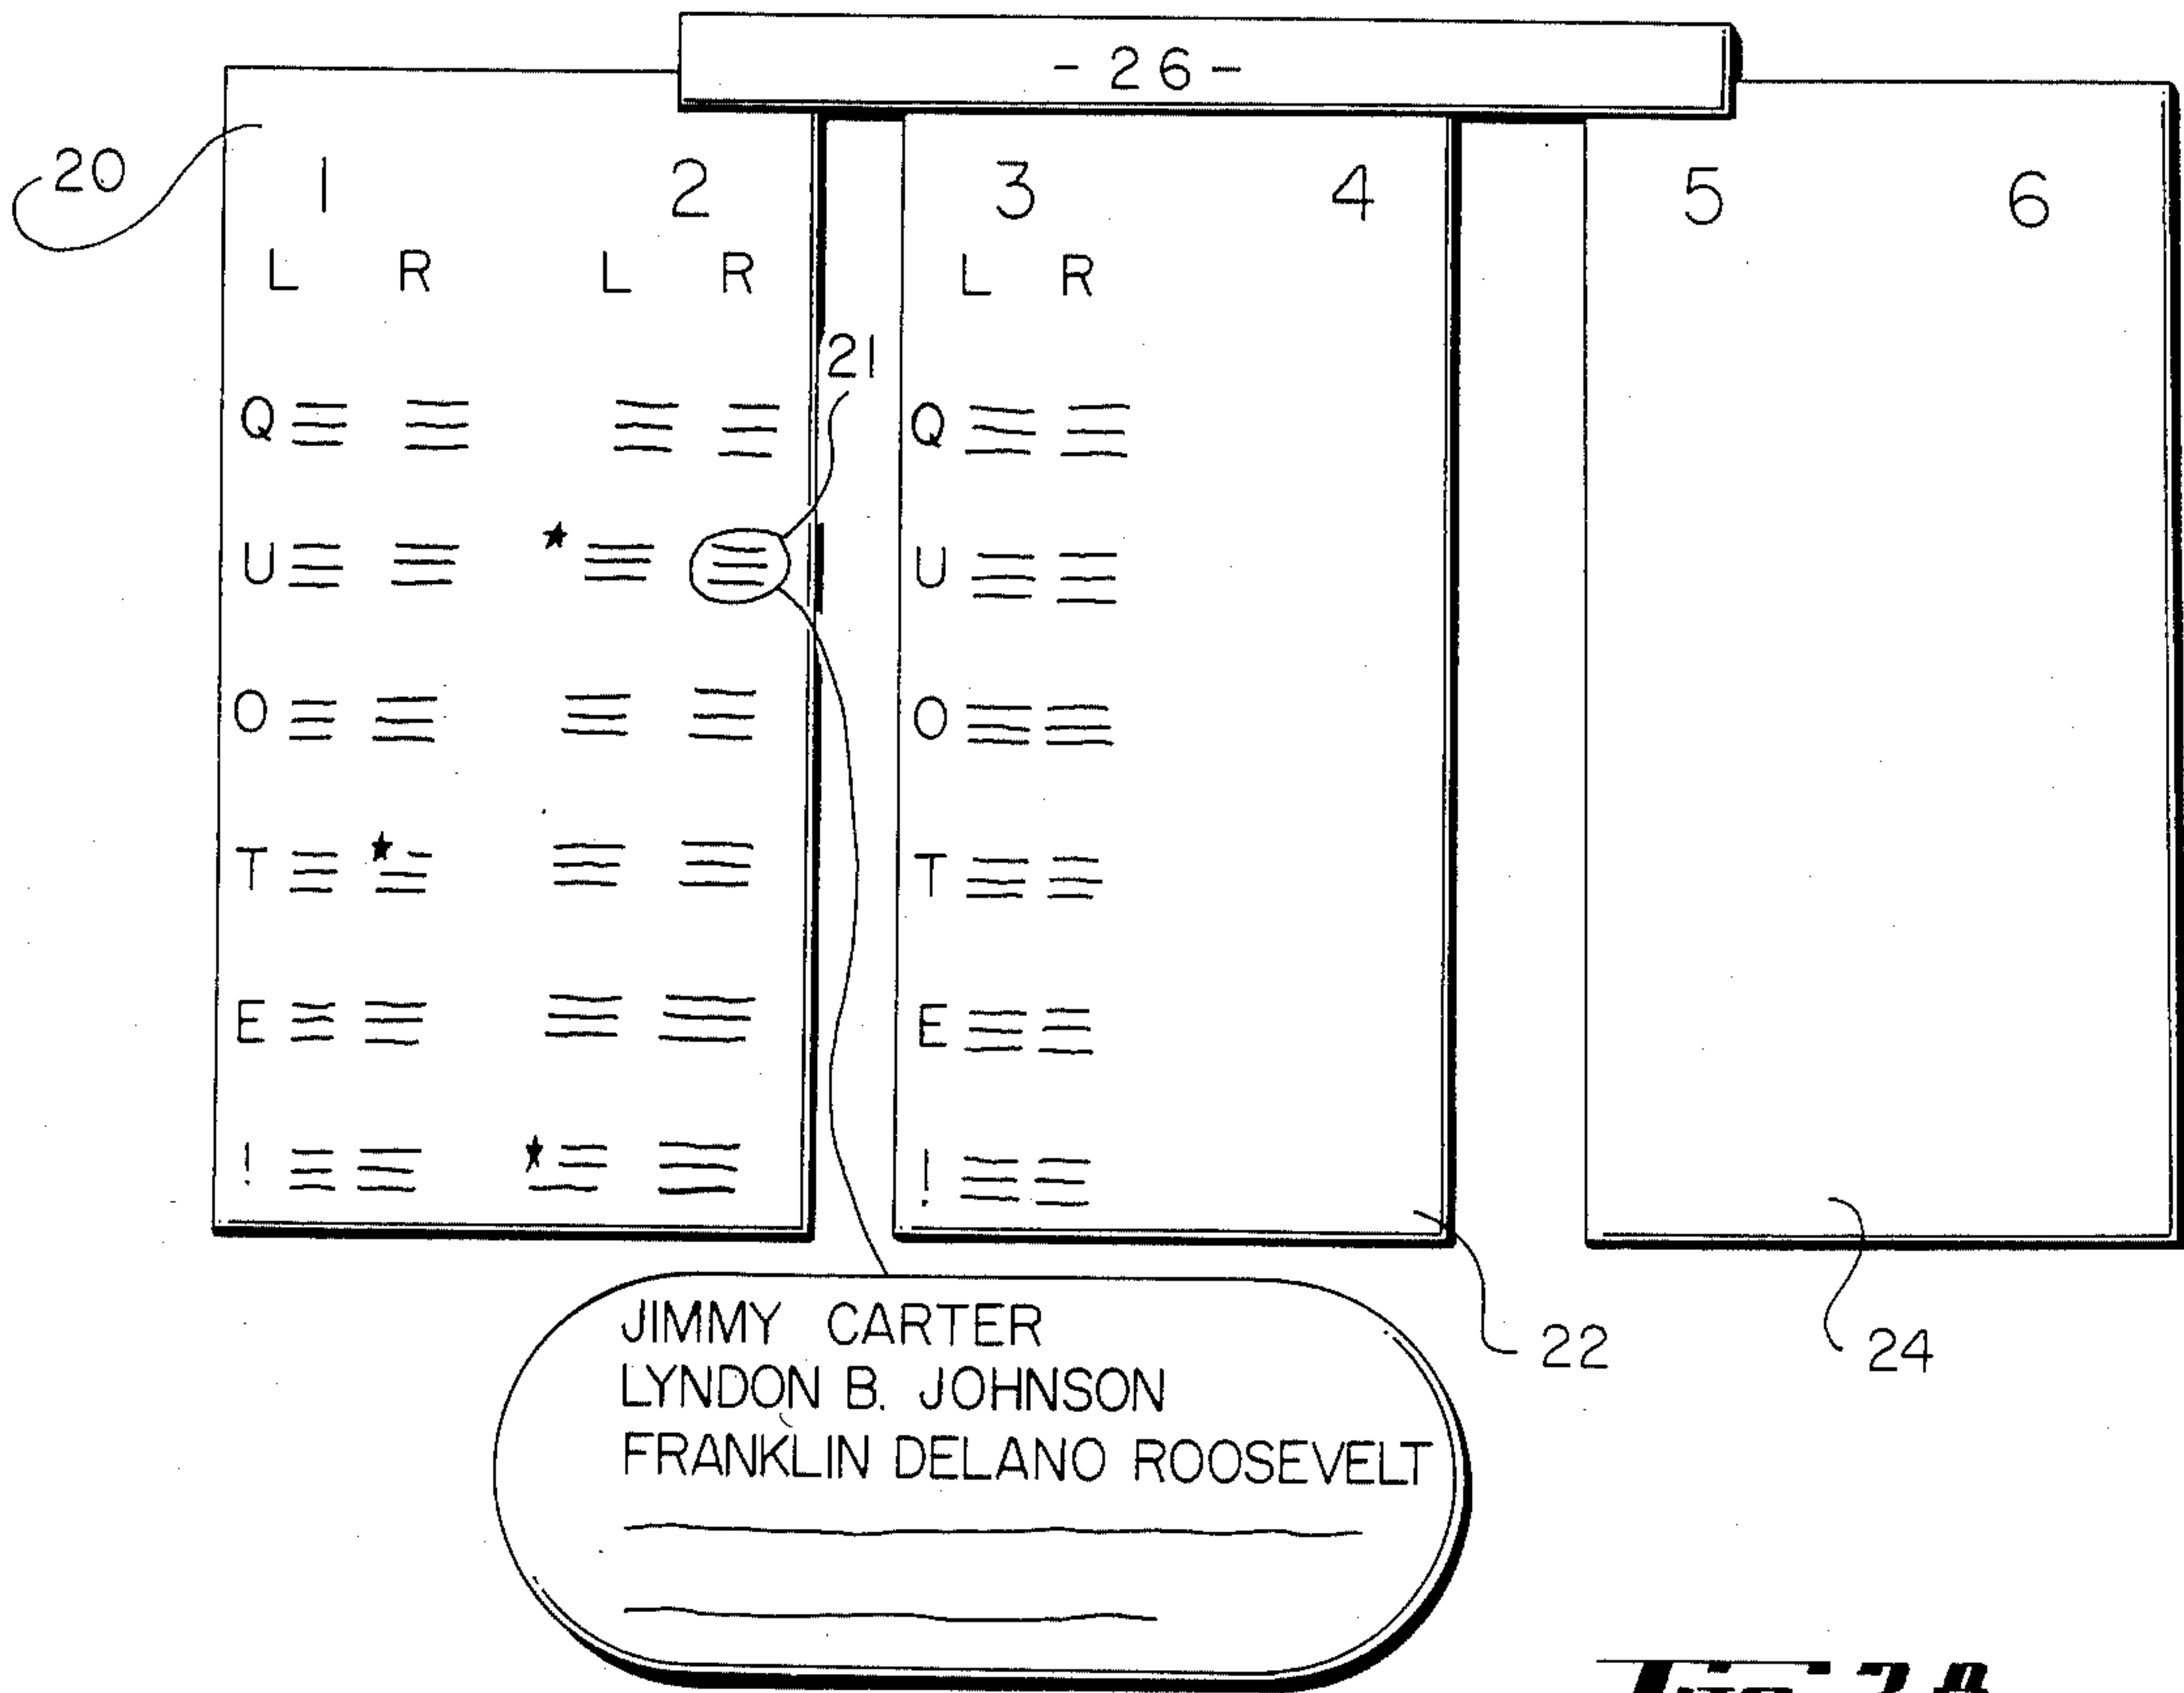 -26-
20
1 2 3 4 5 6
L R L R L R
21
Q Q
U ★ U
O O
T ★ T
E E
! ★ !
JIMMY CARTER
LYNDON B. JOHNSON
FRANKLIN DELANO ROOSEVELT
22
24